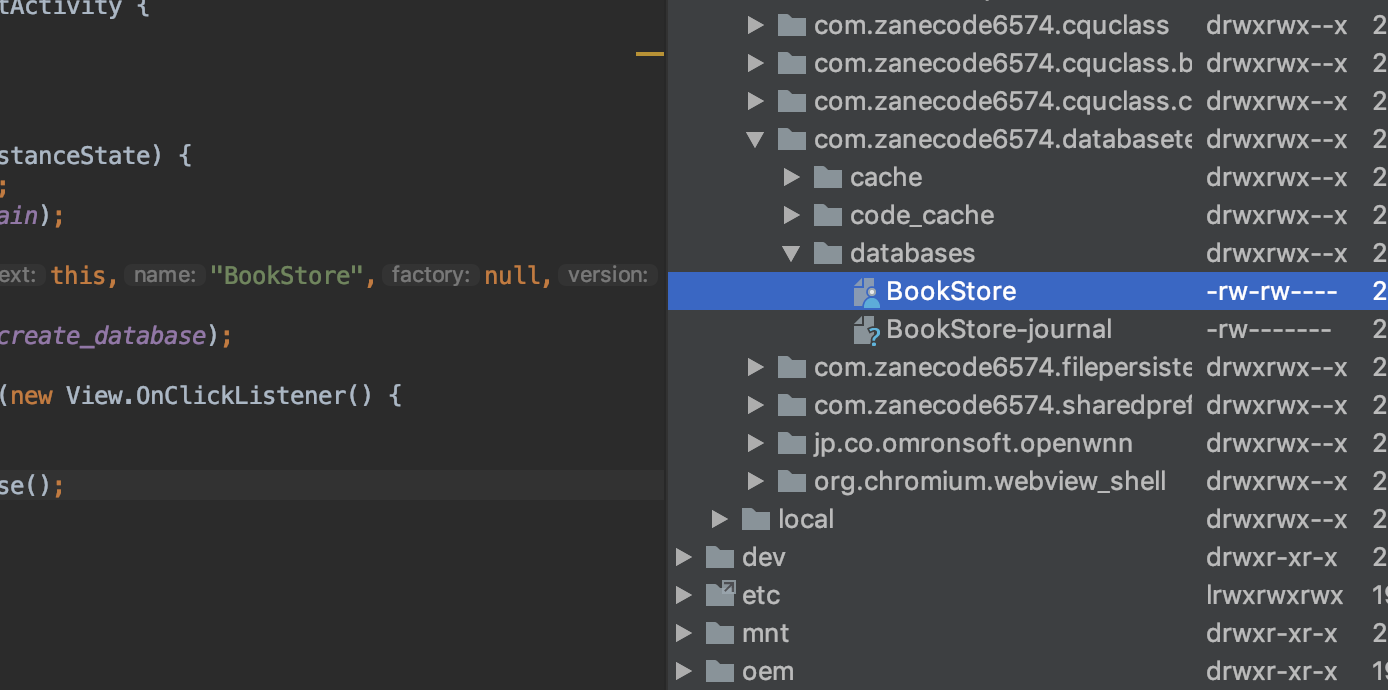 tActivity {
stanceState) {
;
ain);
ext: this, name: "BookStore", factory: null, version:
create_database);
(new View.OnClickListener() {
se();
com.zanecode6574.cquclass drwxrwx--x 2
com.zanecode6574.cquclass.b drwxrwx--x 2
com.zanecode6574.cquclass.c drwxrwx--x 2
com.zanecode6574.databasete drwxrwx--x 2
cache drwxrwx--x 2
code_cache drwxrwx--x 2
databases drwxrwx--x 2
BookStore -rw-rw---- 2
BookStore-journal -rw------- 2
com.zanecode6574.filepersiste drwxrwx--x 2
com.zanecode6574.sharedpref drwxrwx--x 2
jp.co.omronsoft.openwnn drwxrwx--x 2
org.chromium.webview_shell drwxrwx--x 2
local drwxrwx--x 2
dev drwxr-xr-x 2
etc lrwxrwxrwx 19
mnt drwxr-xr-x 2
oem drwxr-xr-x 19